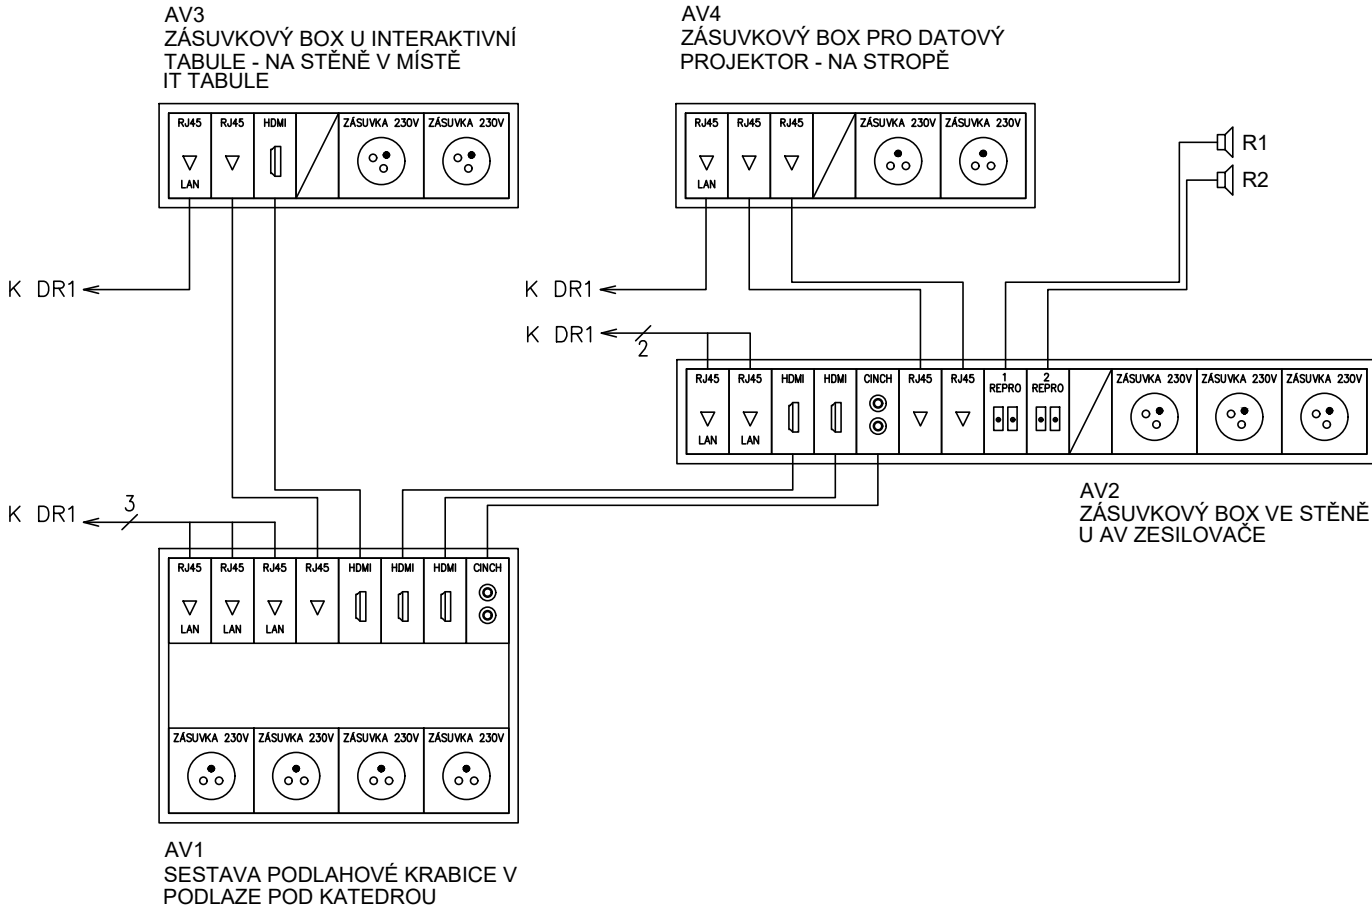 AV3
ZÁSUVKOVÝ BOX U INTERAKTIVNÍ
TABULE - NA STĚNĚ V MÍSTĚ
IT TABULE
RJ45 RJ45 HDMI ZÁSUVKA 230V ZÁSUVKA 230V
LAN
K DR1
AV4
ZÁSUVKOVÝ BOX PRO DATOVÝ
PROJEKTOR - NA STROPĚ
RJ45 RJ45 RJ45 ZÁSUVKA 230V ZÁSUVKA 230V
LAN
R1
R2
K DR1
K DR1 2
RJ45 RJ45 HDMI HDMI CINCH RJ45 RJ45 1 REPRO 2 REPRO ZÁSUVKA 230V ZÁSUVKA 230V ZÁSUVKA 230V
LAN LAN
AV2
ZÁSUVKOVÝ BOX VE STĚNĚ
U AV ZESILOVAČE
K DR1 3
RJ45 RJ45 RJ45 RJ45 HDMI HDMI HDMI CINCH
LAN LAN LAN
ZÁSUVKA 230V ZÁSUVKA 230V ZÁSUVKA 230V ZÁSUVKA 230V
AV1
SESTAVA PODLAHOVÉ KRABICE V
PODLAZE POD KATEDROU